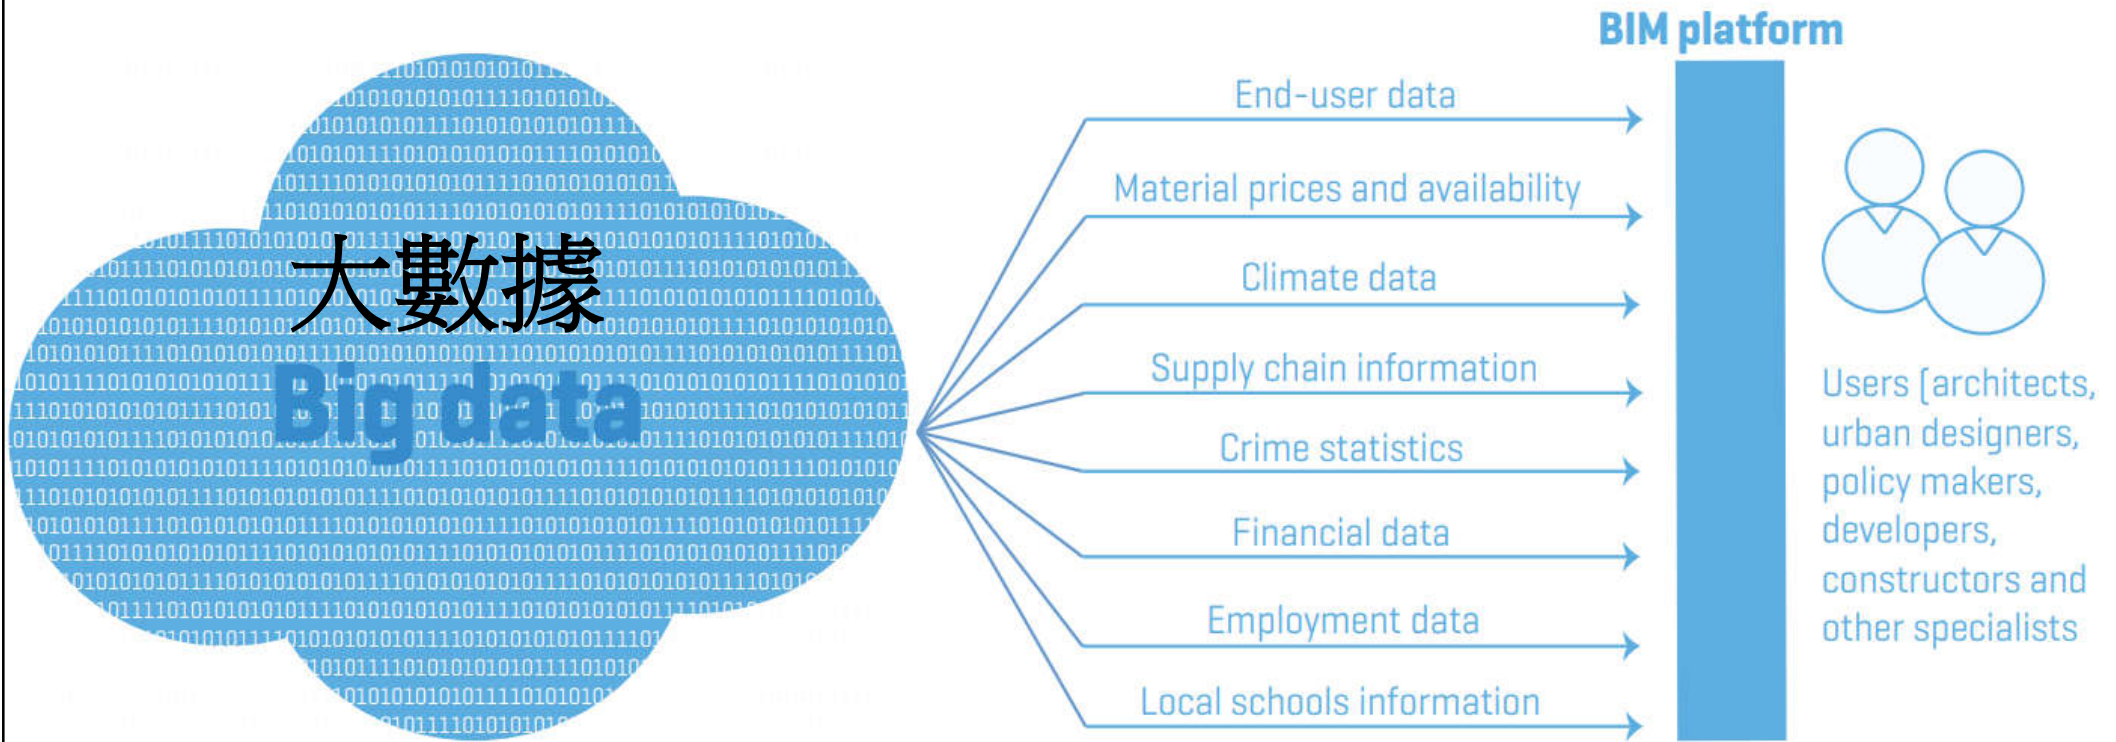 BIM platform
大數據
Big data
End-user data
Material prices and availability
Climate data
Supply chain information
Crime statistics
Financial data
Employment data
Local schools information
Users (architects,
urban designers,
policy makers,
developers,
constructors and
other specialists